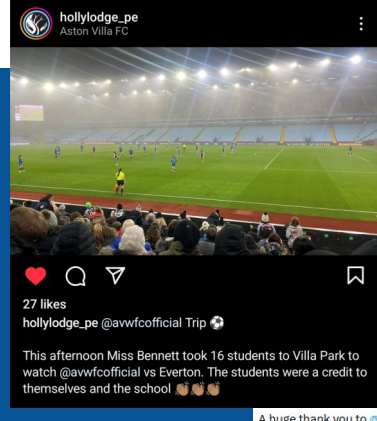 hollylodge_pe
Aston Villa FC
27 likes
hollylodge_pe @avwfcofficial Trip ⚽
This afternoon Miss Bennett took 16 students to Villa Park to
watch @avwfcofficial vs Everton. The students were a credit to
themselves and the school 👏🏽👏🏽👏🏽
A huge thank you to